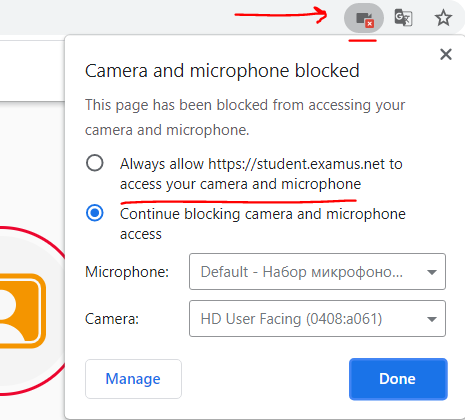 Camera and microphone blocked
This page has been blocked from accessing your
camera and microphone.
Always allow https://student.examus.net to
access your camera and microphone
Continue blocking camera and microphone
access
Microphone: Default - Набор микрофоно...
Camera: HD User Facing (0408:a061)
Manage Done